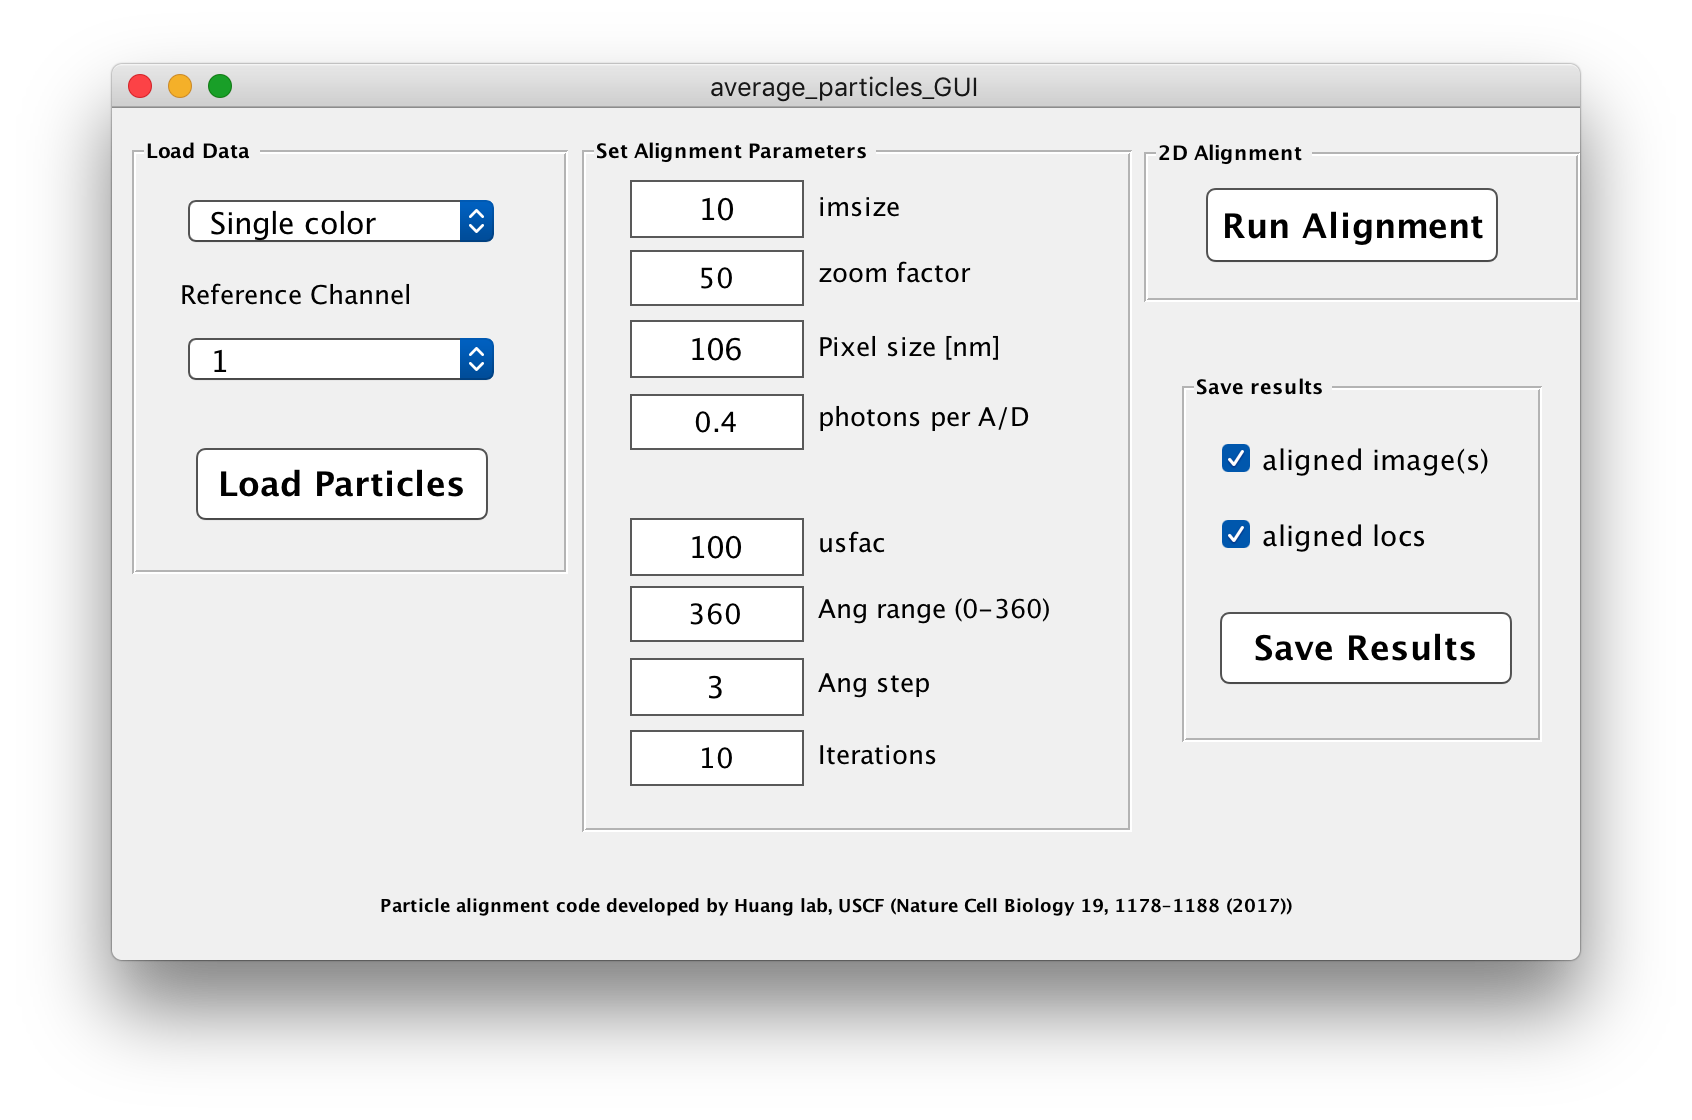 average_particles_GUI
Load Data
Single color
Reference Channel
1
Load Particles
Set Alignment Parameters
10 imsize
50 zoom factor
106 Pixel size [nm]
0.4 photons per A/D
100 usfac
360 Ang range (0-360)
3 Ang step
10 Iterations
2D Alignment
Run Alignment
Save results
aligned image(s)
aligned locs
Save Results
Particle alignment code developed by Huang lab, USCF (Nature Cell Biology 19, 1178-1188 (2017))